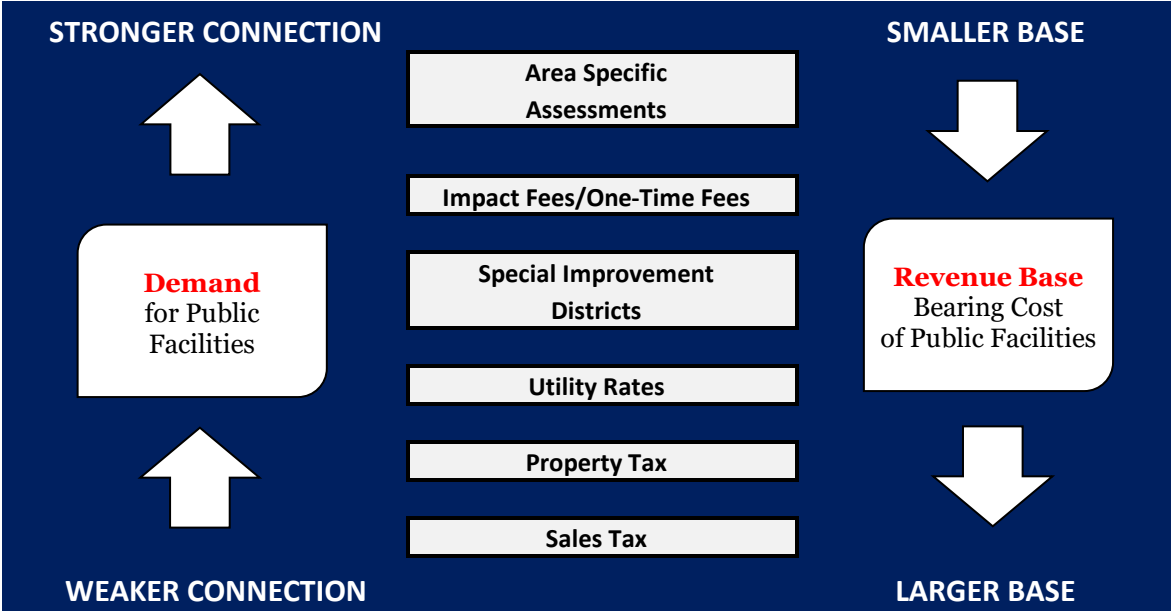 STRONGER CONNECTION
SMALLER BASE
Area Specific
Assessments
Impact Fees/One-Time Fees
Special Improvement
Districts
Utility Rates
Property Tax
Sales Tax
Demand
for Public
Facilities
Revenue Base
Bearing Cost
of Public Facilities
WEAKER CONNECTION
LARGER BASE